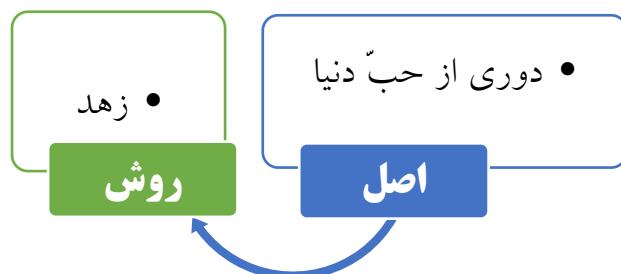 • دوری از حبّ دنیا
اصل
• زهد
روش